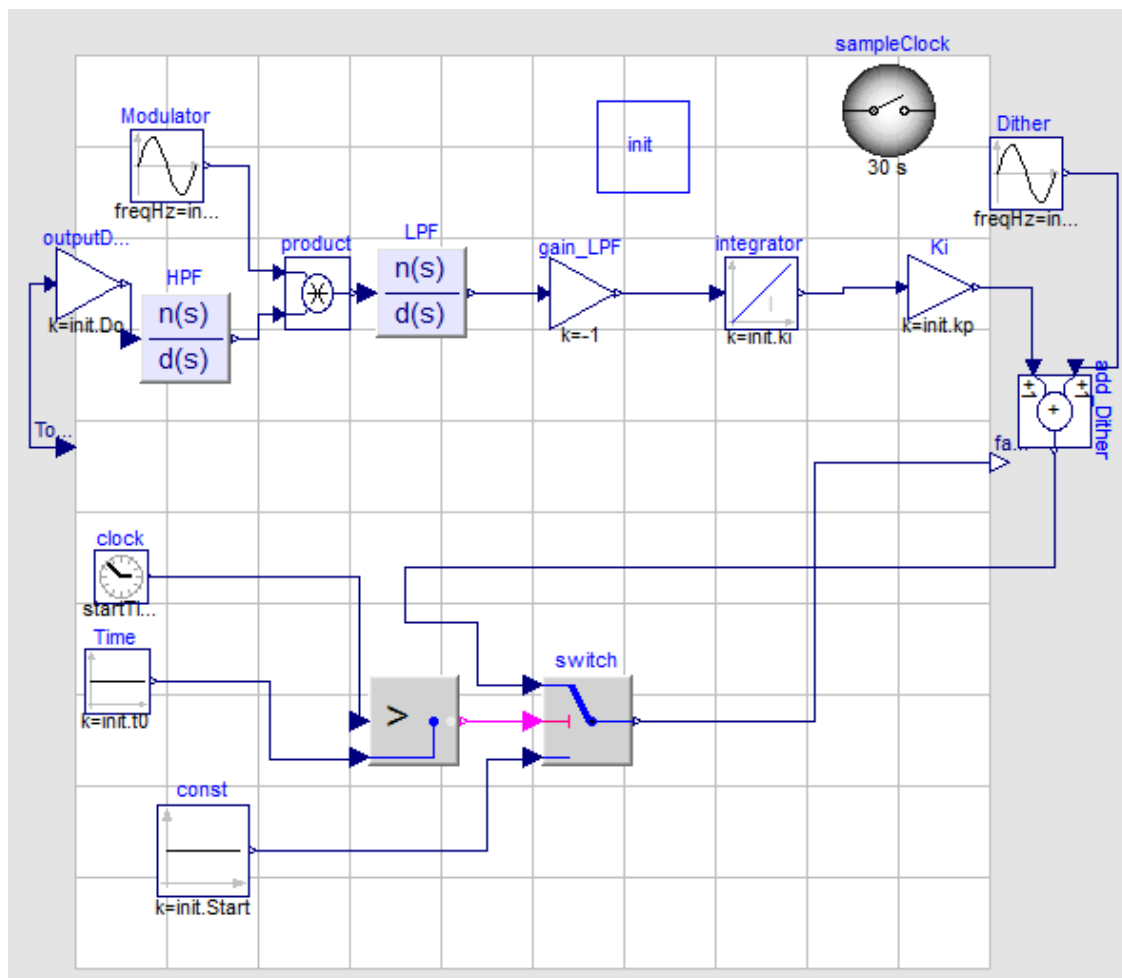 sampleClock
Modulator
init
Dither
30 s
freqHz=in...
freqHz=in...
outputD...
product
LPF
gain_LPF
integrator
Ki
HPF
n(s)
d(s)
n(s)
d(s)
k=init.Do
k=-1
I
k=init.ki
k=init.kp
+
+
+
add_Dither
To...
fa...
clock
startTi...
Time
k=init.t0
>
switch
const
k=init.Start